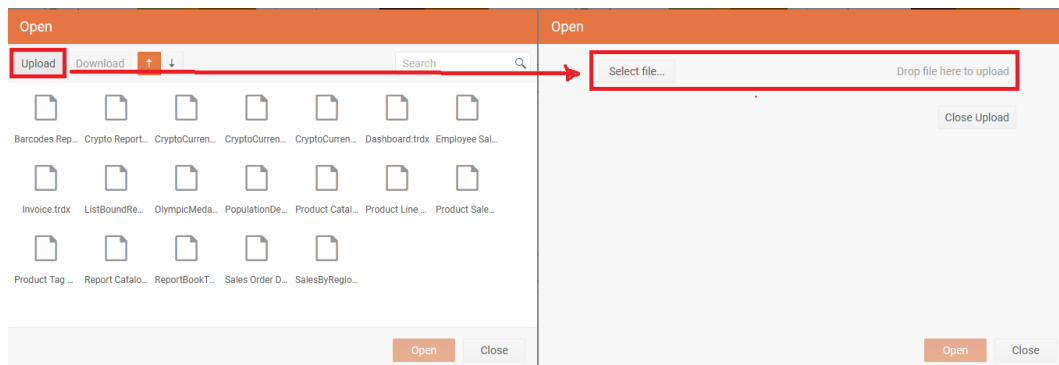 Open
Upload Download Search
Barcodes Rep... Crypto Report... CryptoCurren... CryptoCurren... CryptoCurren... Dashboard.trdx Employee Sal...
Invoice.trdx ListBoundRe... OlympicMeda... PopulationDe... Product Catal... Product Line ... Product Sale...
Product Tag ... Report Catalo... ReportBookT... Sales Order D... SalesByRegio...
Open Close
Open
Select file... Drop file here to upload
Close Upload
Open Close